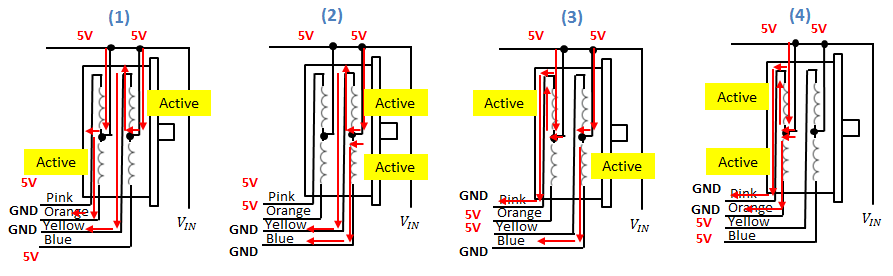 (1)
5V 5V
Active
Active
5V
Pink
GND Orange
GND Yellow
Blue
5V
VIN
(2)
5V 5V
Active
Active
5V
Pink
5V
Orange
GND Yellow
Blue
GND
VIN
(3)
5V 5V
Active
Active
GND
Pink
5V Orange
5V Yellow
GND Blue
VIN
(4)
5V 5V
Active
Active
GND Pink
GND Orange
5V Yellow
5V Blue
VIN